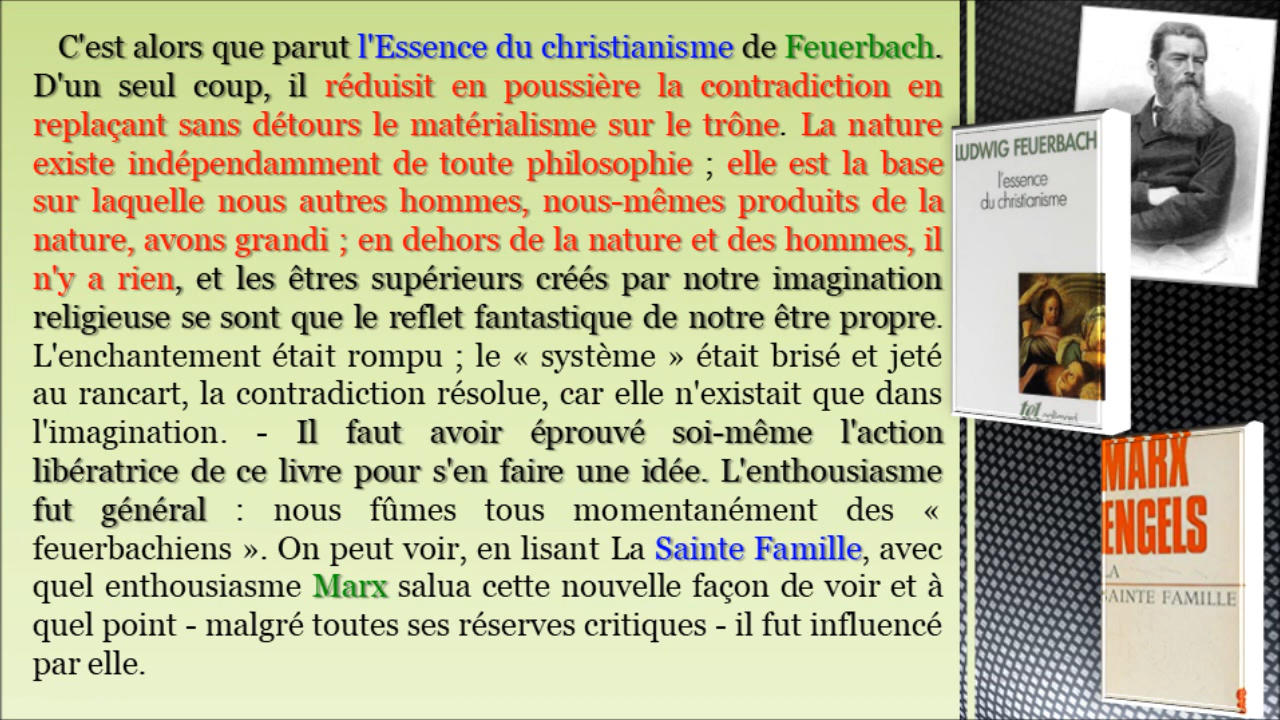 C'est alors que parut l'Essence du christianisme de Feuerbach.
D'un seul coup, il réduisit en poussière la contradiction en
replaçant sans détours le matérialisme sur le trône. La nature
existe indépendamment de toute philosophie ; elle est la base
sur laquelle nous autres hommes, nous-mêmes produits de la
nature, avons grandi ; en dehors de la nature et des hommes, il
n'y a rien, et les êtres supérieurs créés par notre imagination
religieuse se sont que le reflet fantastique de notre être propre.
L'enchantement était rompu ; le « système » était brisé et jeté
au rancart, la contradiction résolue, car elle n'existait que dans
l'imagination. - Il faut avoir éprouvé soi-même l'action
libératrice de ce livre pour s'en faire une idée. L'enthousiasme
fut général : nous fûmes tous momentanément des «
feuerbachiens ». On peut voir, en lisant La Sainte Famille, avec
quel enthousiasme Marx salua cette nouvelle façon de voir et à
quel point - malgré toutes ses réserves critiques - il fut influencé
par elle.
LUDWIG FEUERBACH
l'essence
du christianisme
tel gallimard
MARX
ENGELS
LA
SAINTE FAMILLE